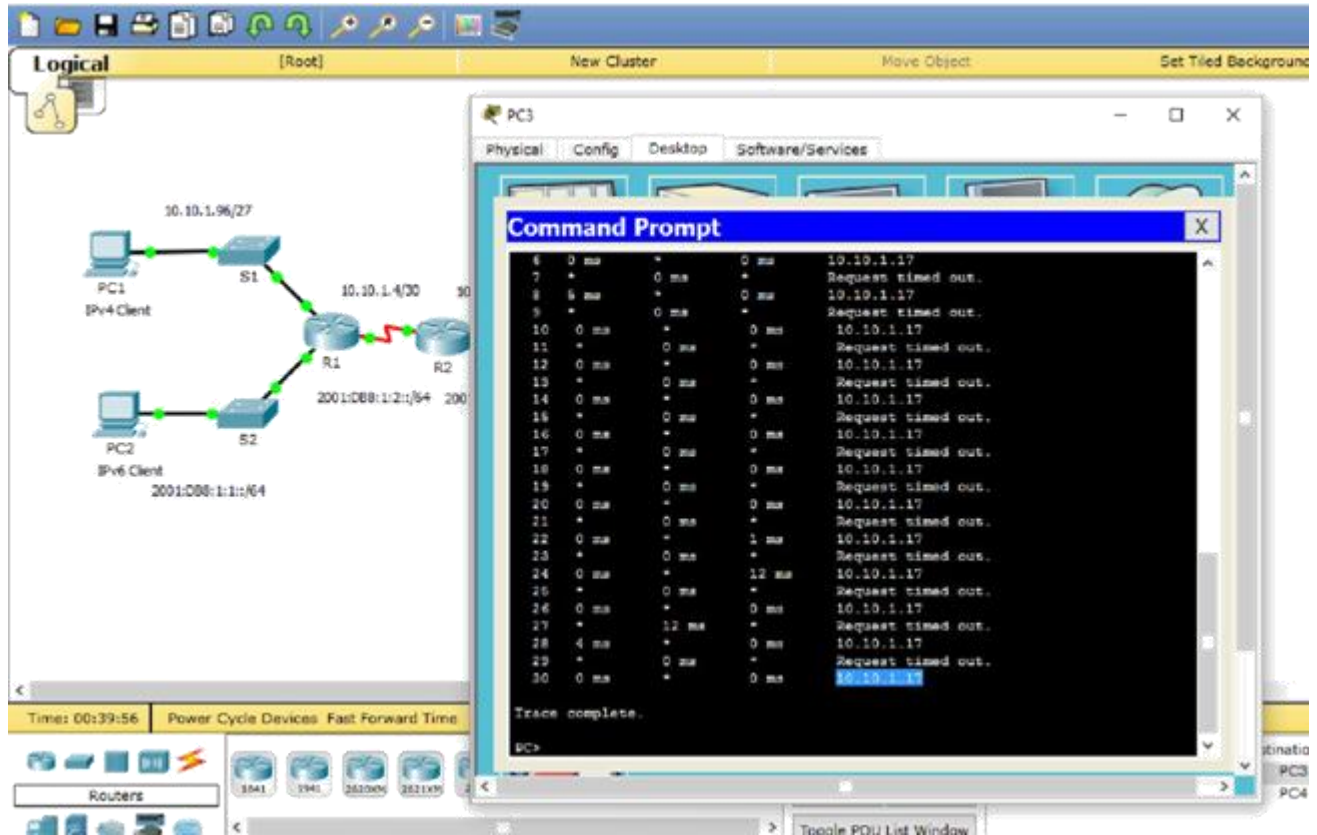 Logical [Root] New Cluster Move Object Set Tiled Background
PC3
Physical Config Desktop Software/Services
Command Prompt X
6 0 ms * 0 ms 10.10.1.17
7 * 0 ms * Request timed out.
8 5 ms * 0 ms 10.10.1.17
9 * 0 ms * Request timed out.
10 0 ms * 0 ms 10.10.1.17
11 * 0 ms * Request timed out.
12 0 ms * 0 ms 10.10.1.17
13 * 0 ms * Request timed out.
14 0 ms * 0 ms 10.10.1.17
15 * 0 ms * Request timed out.
16 0 ms * 0 ms 10.10.1.17
17 * 0 ms * Request timed out.
18 0 ms * 0 ms 10.10.1.17
19 * 0 ms * Request timed out.
20 0 ms * 0 ms 10.10.1.17
21 * 0 ms * Request timed out.
22 0 ms * 1 ms 10.10.1.17
23 * 0 ms * Request timed out.
24 0 ms * 12 ms 10.10.1.17
25 * 0 ms * Request timed out.
26 0 ms * 0 ms 10.10.1.17
27 * 12 ms * Request timed out.
28 4 ms * 0 ms 10.10.1.17
29 * 0 ms * Request timed out.
30 0 ms * 0 ms 10.10.1.17
Trace complete.
PC>
10.10.1.96/27
S1
PC1
IPv4 Client
10.10.1.4/30 10
R1
R2
2001:DB8:1:2::/64 200
S2
PC2
IPv6 Client
2001:DB8:1:1::/64
Time: 00:39:56 Power Cycle Devices Fast Forward Time
Routers
1841 1941 2620XM 2621XM
tinatio
PC3
PC4
Toggle PDU List Window